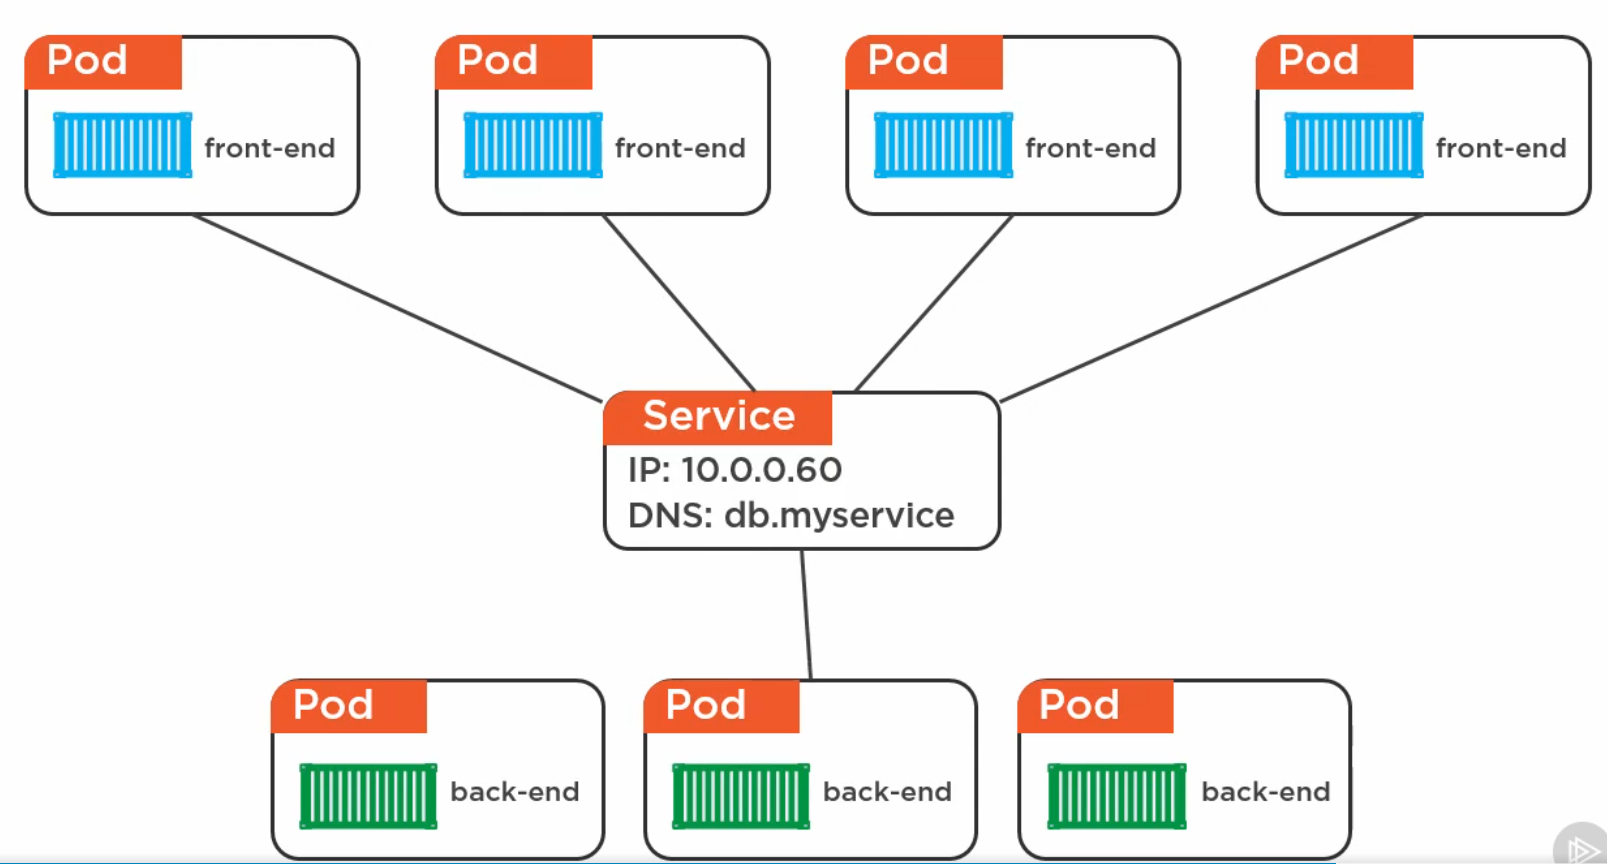 Pod
front-end
Pod
front-end
Pod
front-end
Pod
front-end
Service
IP: 10.0.0.60
DNS: db.myservice
Pod
back-end
Pod
back-end
Pod
back-end